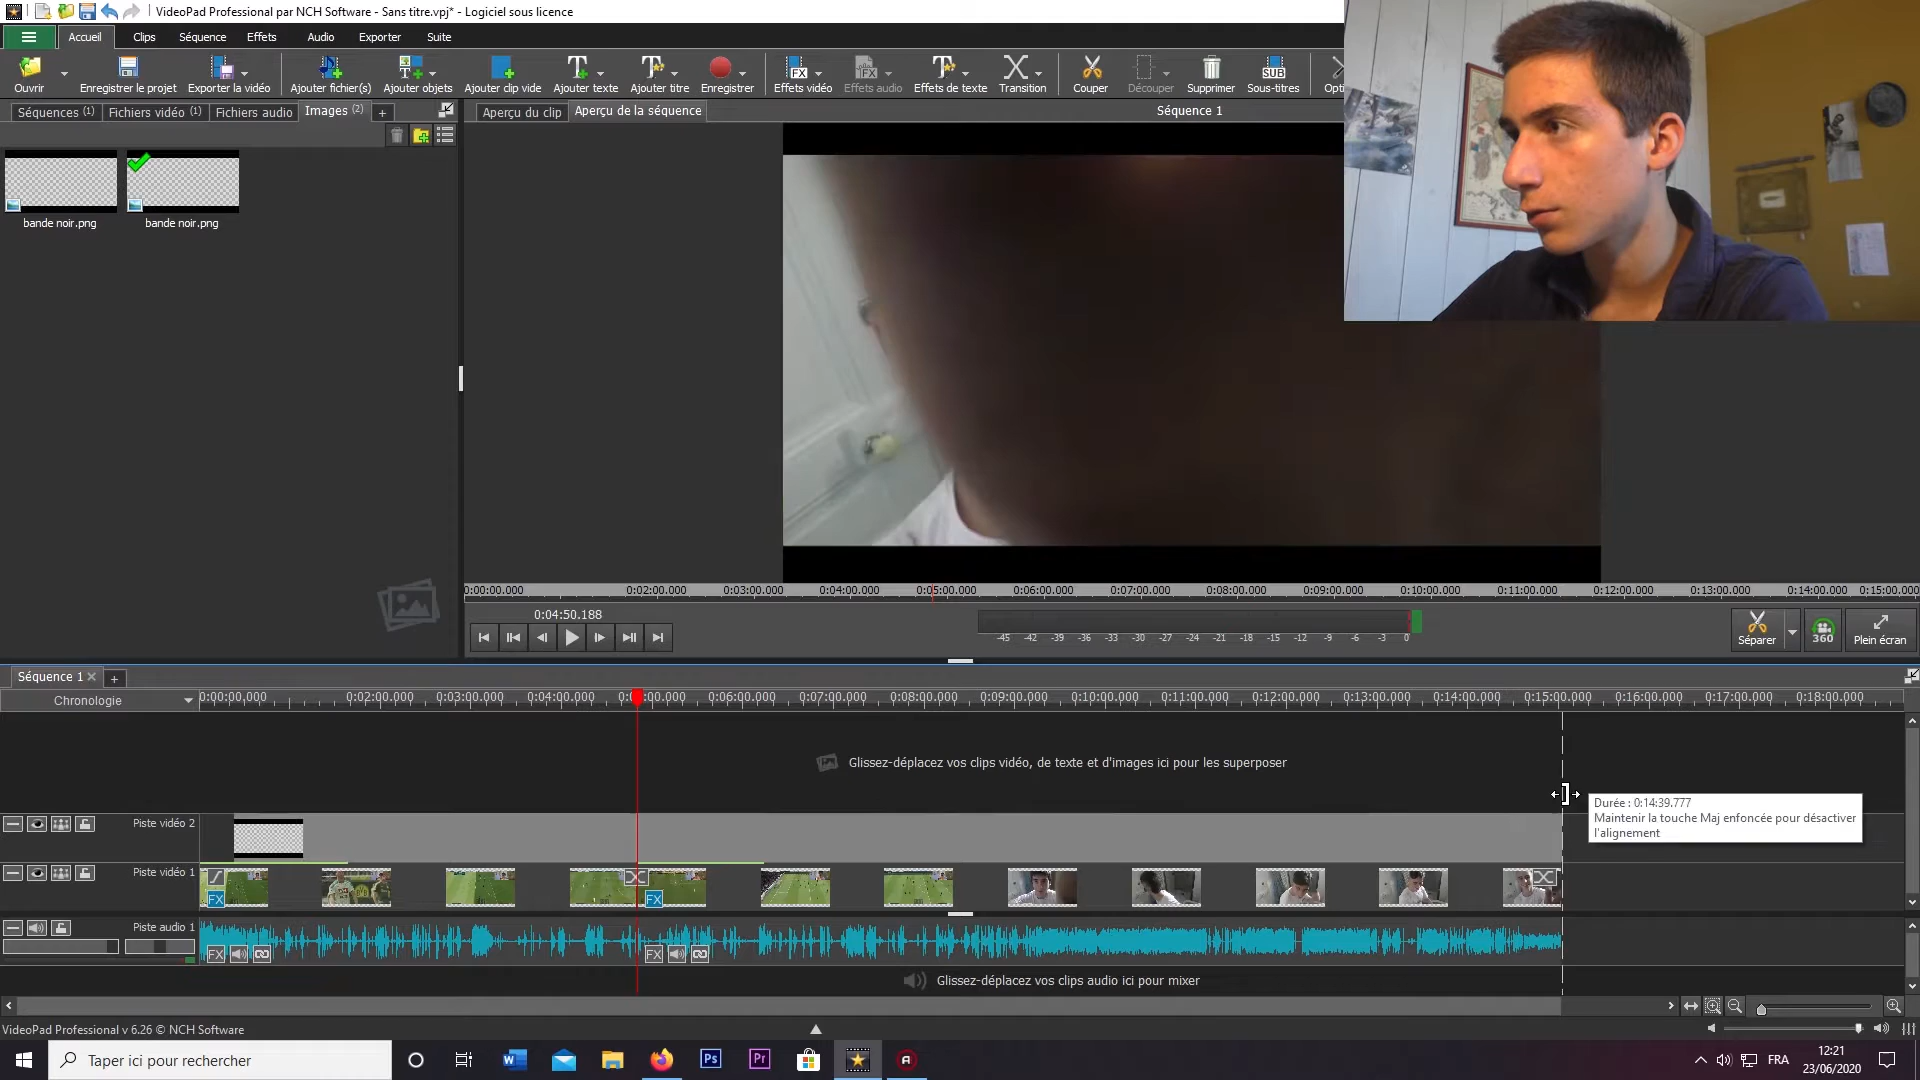 VideoPad Professional par NCH Software - Sans titre.vpj* - Logiciel sous licence
Accueil Clips Séquence Effets Audio Exporter Suite
Ouvrir Enregistrer le projet Exporter la vidéo Ajouter fichier(s) Ajouter objets Ajouter clip vide Ajouter texte Ajouter titre Enregistrer Effets vidéo Effets audio Effets de texte Transition Couper Découper Supprimer Sous-titres
FX FX SUB
Séquences (1) Fichiers vidéo (1) Fichiers audio Images (2) +
Aperçu du clip Aperçu de la séquence Séquence 1
bande noir.png bande noir.png
0:00:00.000 0:02:00.000 0:03:00.000 0:04:00.000 0:05:00.000 0:06:00.000 0:07:00.000 0:08:00.000 0:09:00.000 0:10:00.000 0:11:00.000 0:12:00.000 0:13:00.000 0:14:00.000 0:15:00.000
0:04:50.188
-45 -42 -39 -36 -33 -30 -27 -24 -21 -18 -15 -12 -9 -6 -3 0
Séparer 360 Plein écran
Séquence 1 +
Chronologie
0:00:00.000 0:02:00.000 0:03:00.000 0:04:00.000 0:06:00.000 0:07:00.000 0:08:00.000 0:09:00.000 0:10:00.000 0:11:00.000 0:12:00.000 0:13:00.000 0:14:00.000 0:15:00.000 0:16:00.000 0:17:00.000 0:18:00.000
Glissez-déplacez vos clips vidéo, de texte et d'images ici pour les superposer
Durée : 0:14:39.777
Maintenir la touche Maj enfoncée pour désactiver
l'alignement
Piste vidéo 2
Piste vidéo 1
FX FX
Piste audio 1
FX FX
Glissez-déplacez vos clips audio ici pour mixer
VideoPad Professional v 6.26 © NCH Software
Taper ici pour rechercher
Ps Pr
FRA
12:21
23/06/2020